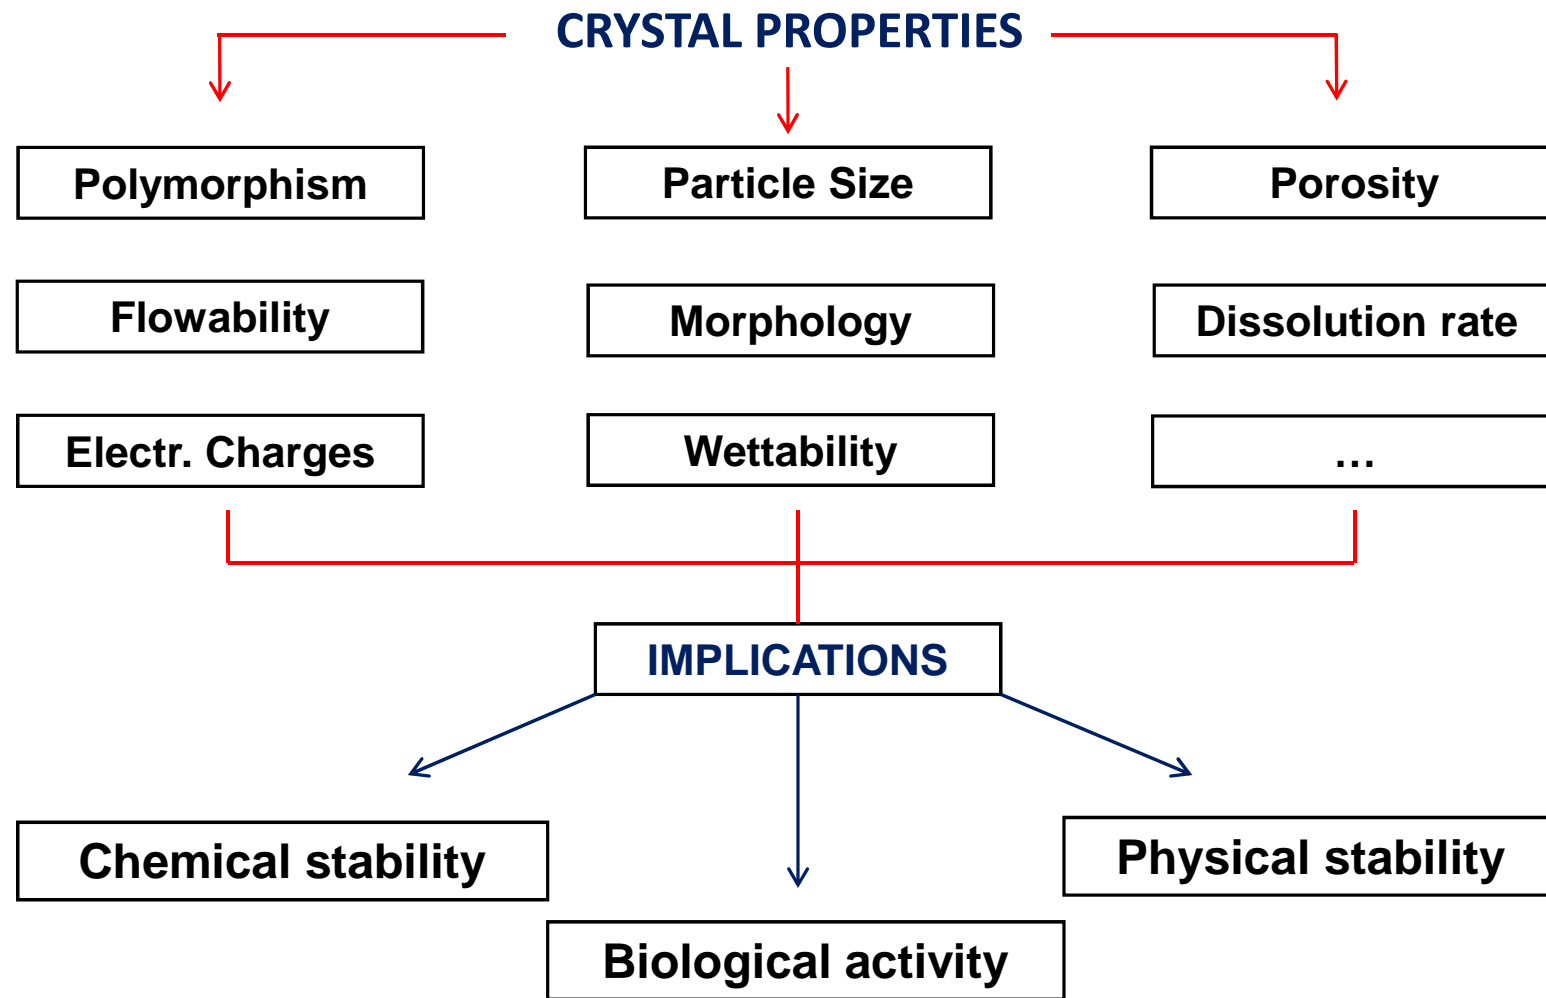 CRYSTAL PROPERTIES
Polymorphism
Particle Size
Porosity
Flowability
Morphology
Dissolution rate
Electr. Charges
Wettability
...
IMPLICATIONS
Chemical stability
Physical stability
Biological activity